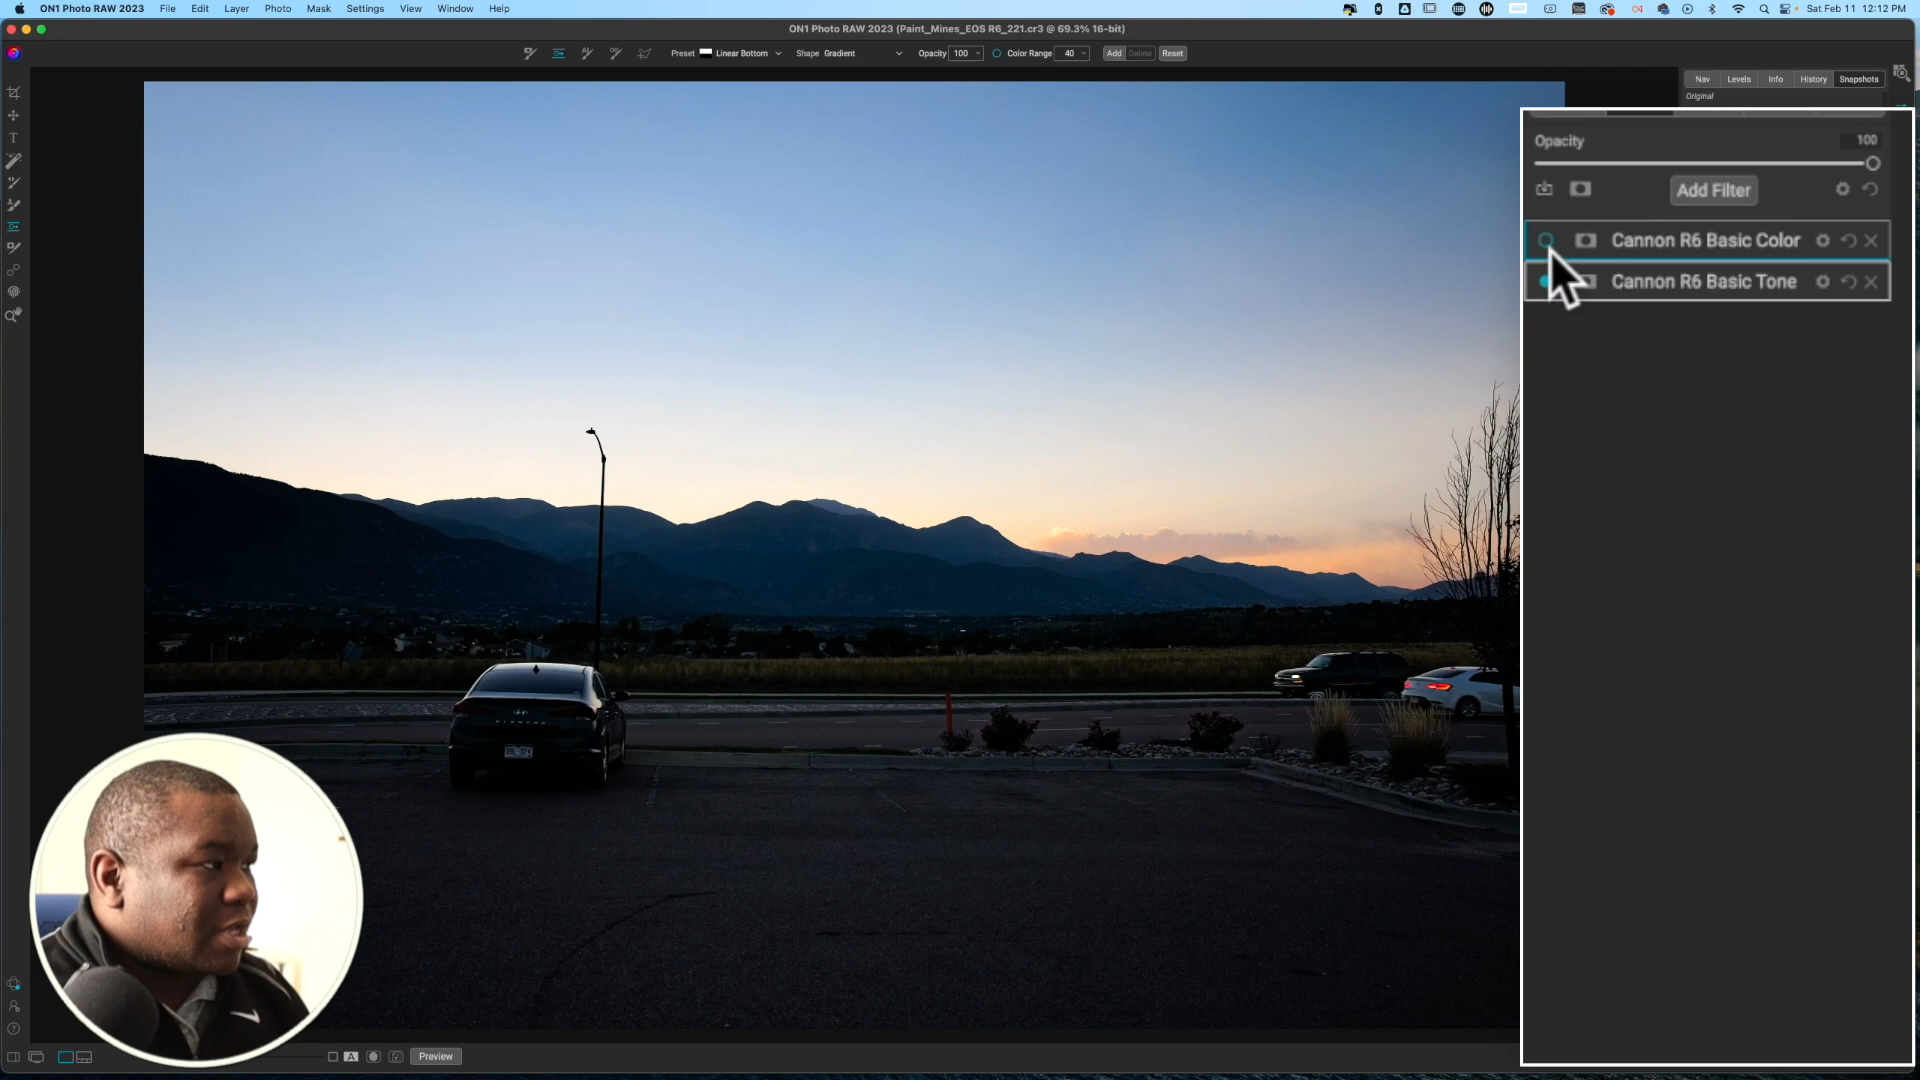 ON1 Photo RAW 2023 File Edit Layer Photo Mask Settings View Window Help Sat Feb 11 12:12 PM
ON1 Photo RAW 2023 (Paint_Mines_EOS R6_221.cr3 @ 69.3% 16-bit)
Preset Linear Bottom Shape Gradient Opacity 100 Color Range 40 Add Delete Reset
Nav Levels Info History Snapshots
Original
Opacity 100
Add Filter
Cannon R6 Basic Color
Cannon R6 Basic Tone
A Preview